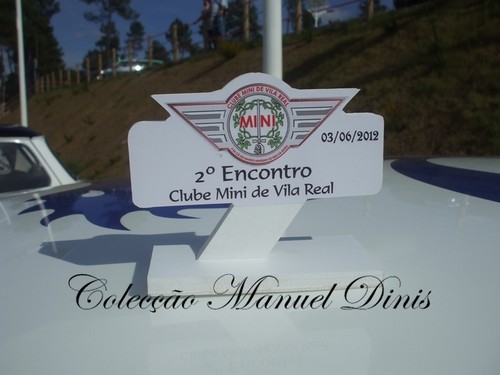 CLUBE MINI DE VILA REAL
MINI
03/06/2012
2º Encontro
Clube Mini de Vila Real
Colecção Manuel Dinis